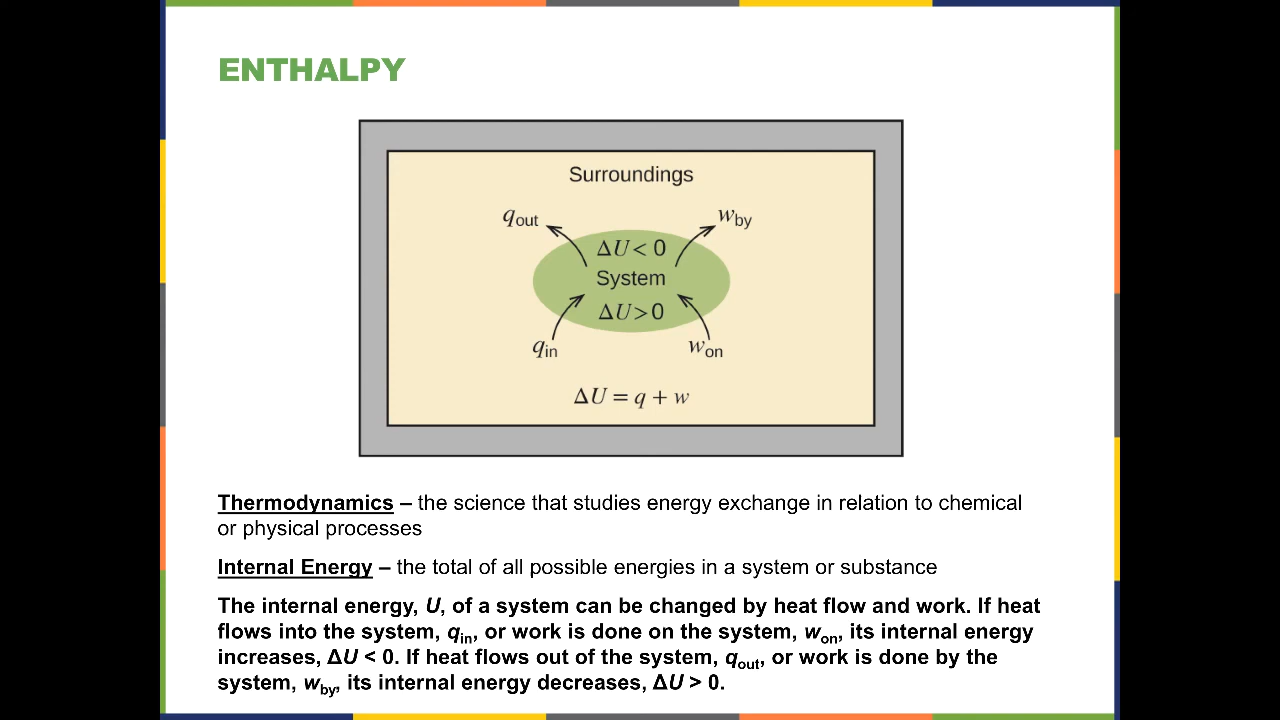 ENTHALPY
Surroundings
qout
wby
ΔU < 0
System
ΔU > 0
qin
won
ΔU = q + w
Thermodynamics – the science that studies energy exchange in relation to chemical
or physical processes
Internal Energy – the total of all possible energies in a system or substance
The internal energy, U, of a system can be changed by heat flow and work. If heat
flows into the system, qin, or work is done on the system, won, its internal energy
increases, ΔU < 0. If heat flows out of the system, qout, or work is done by the
system, wby, its internal energy decreases, ΔU > 0.